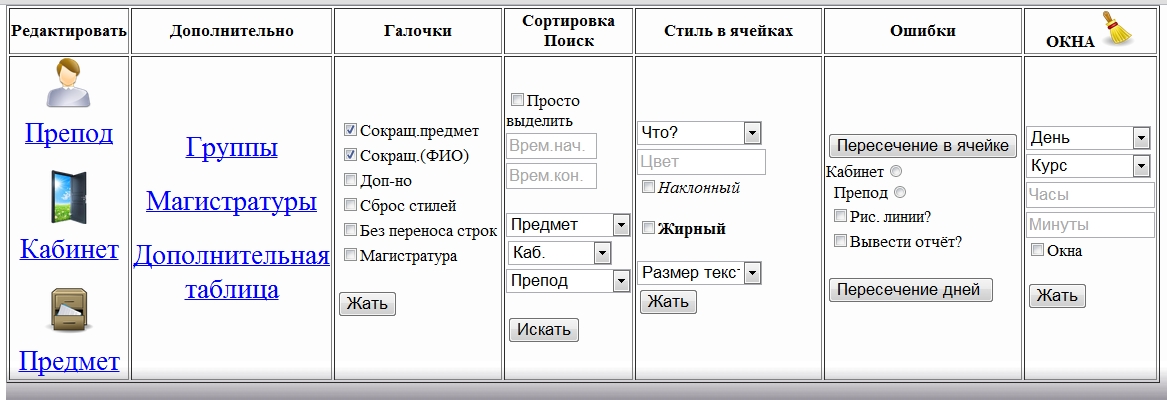 Редактировать
Дополнительно
Галочки
Сортировка
Поиск
Стиль в ячейках
Ошибки
ОКНА
Препод
Кабинет
Предмет
Группы
Магистратуры
Дополнительная
таблица
Сокращ.предмет
Сокращ.(ФИО)
Доп-но
Сброс стилей
Без переноса строк
Магистратура
Жать
Просто
выделить
Врем.нач.
Врем.кон.
Предмет
Каб.
Препод
Искать
Что?
Цвет
Наклонный
Жирный
Размер текс
Жать
Пересечение в ячейке
Кабинет
Препод
Рис. линии?
Вывести отчёт?
Пересечение дней
День
Курс
Часы
Минуты
Окна
Жать